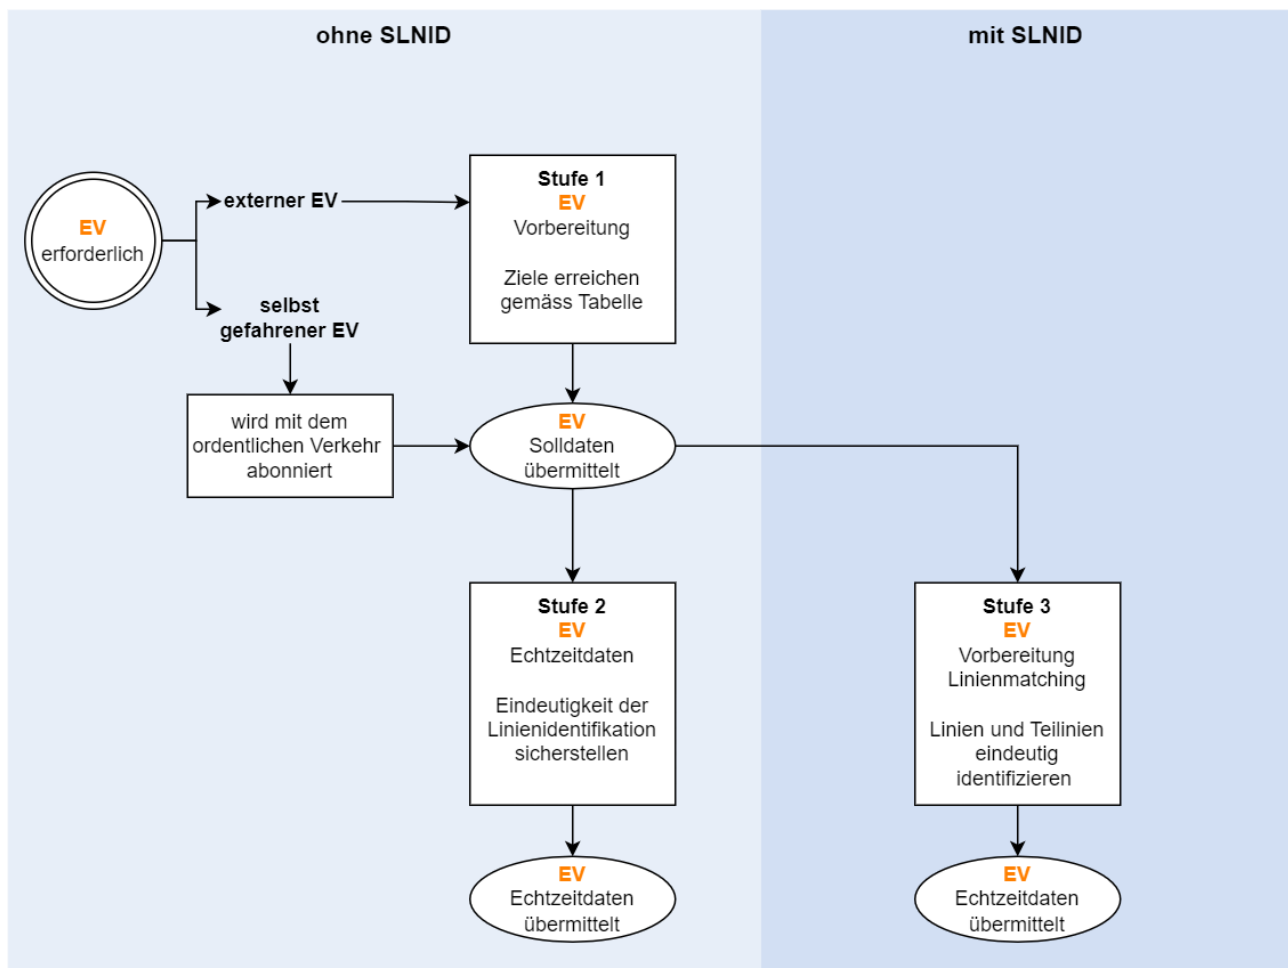 ohne SLNID
mit SLNID
EV
erforderlich
externer EV
selbst
gefahrener EV
Stufe 1
EV
Vorbereitung
Ziele erreichen
gemäss Tabelle
wird mit dem
ordentlichen Verkehr
abonniert
EV
Solldaten
übermittelt
Stufe 2
EV
Echtzeitdaten
Eindeutigkeit der
Linienidentifikation
sicherstellen
Stufe 3
EV
Vorbereitung
Linienmatching
Linien und Teilinien
eindeutig
identifizieren
EV
Echtzeitdaten
übermittelt
EV
Echtzeitdaten
übermittelt